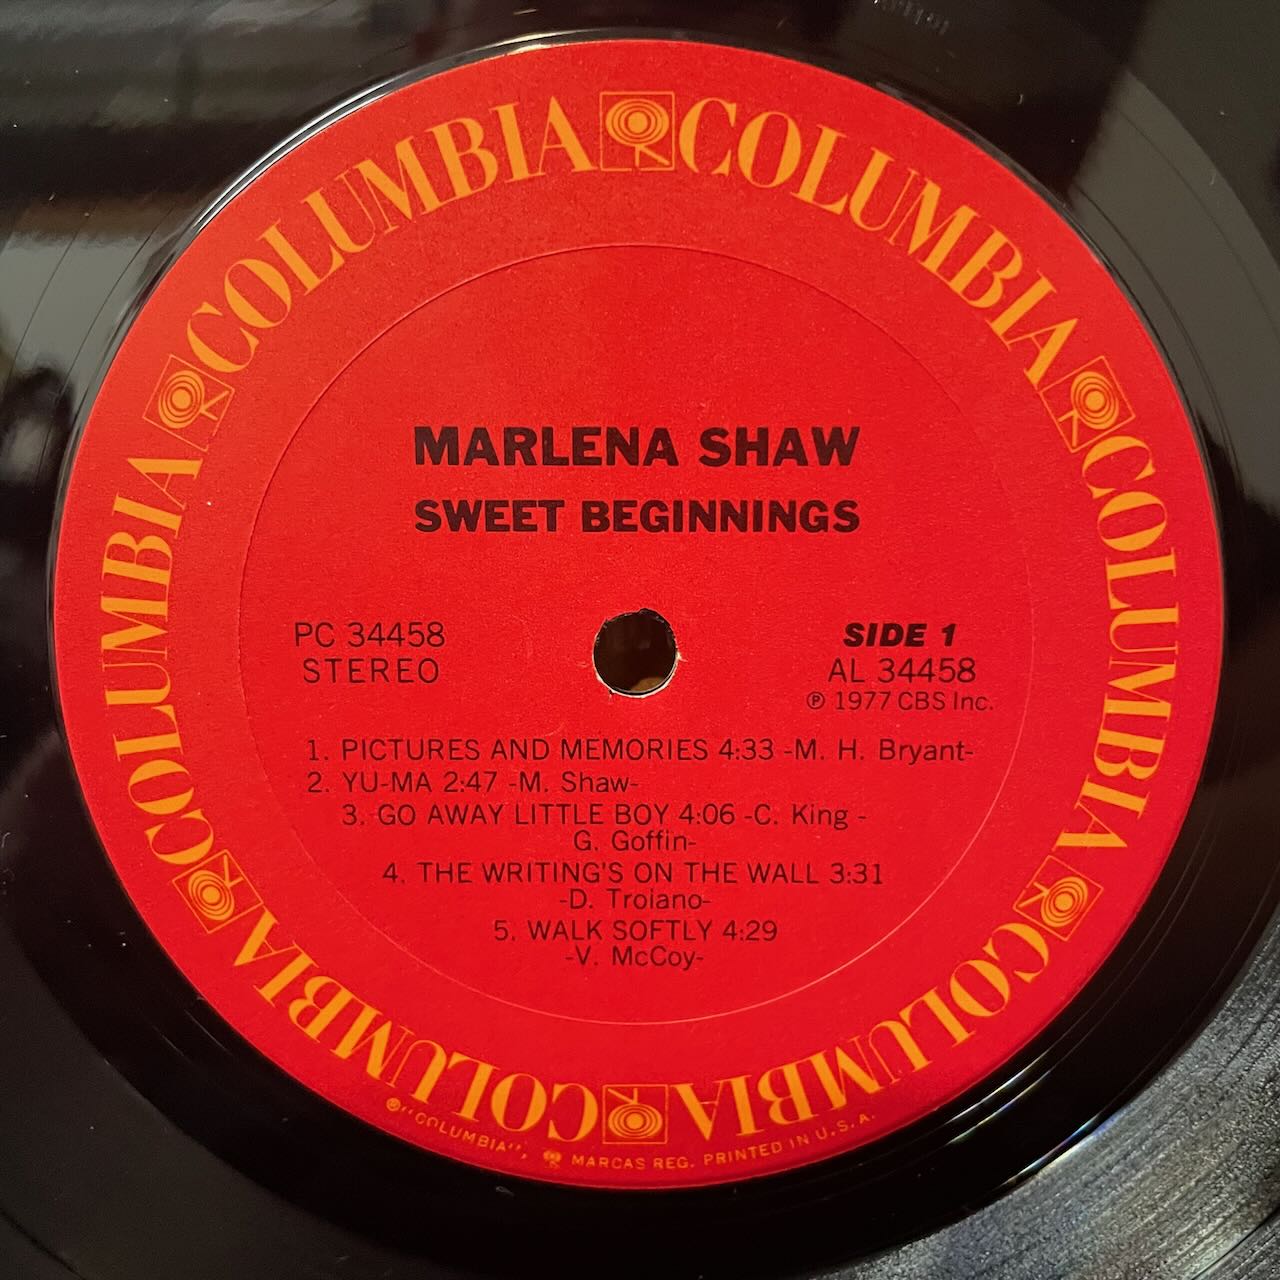 COLUMBIA COLUMBIA COLUMBIA COLUMBIA COLUMBIA COLUMBIA
MARLENA SHAW
SWEET BEGINNINGS
PC 34458
STEREO
SIDE 1
AL 34458
℗ 1977 CBS Inc.
1. PICTURES AND MEMORIES 4:33 -M. H. Bryant-
2. YU-MA 2:47 -M. Shaw-
3. GO AWAY LITTLE BOY 4:06 -C. King -
G. Goffin-
4. THE WRITING'S ON THE WALL 3:31
-D. Troiano-
5. WALK SOFTLY 4:29
-V. McCoy-
®"COLUMBIA", MARCAS REG. PRINTED IN U.S.A.